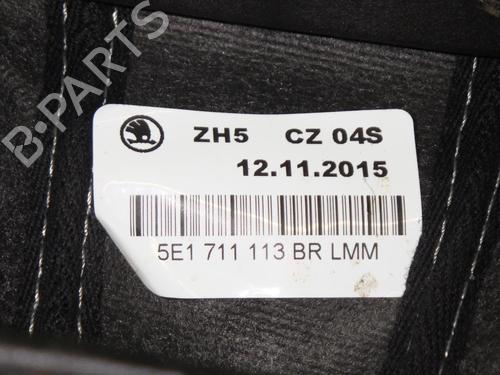 B-PARTS
ZH5 CZ 04S
12.11.2015
5E1 711 113 BR LMM